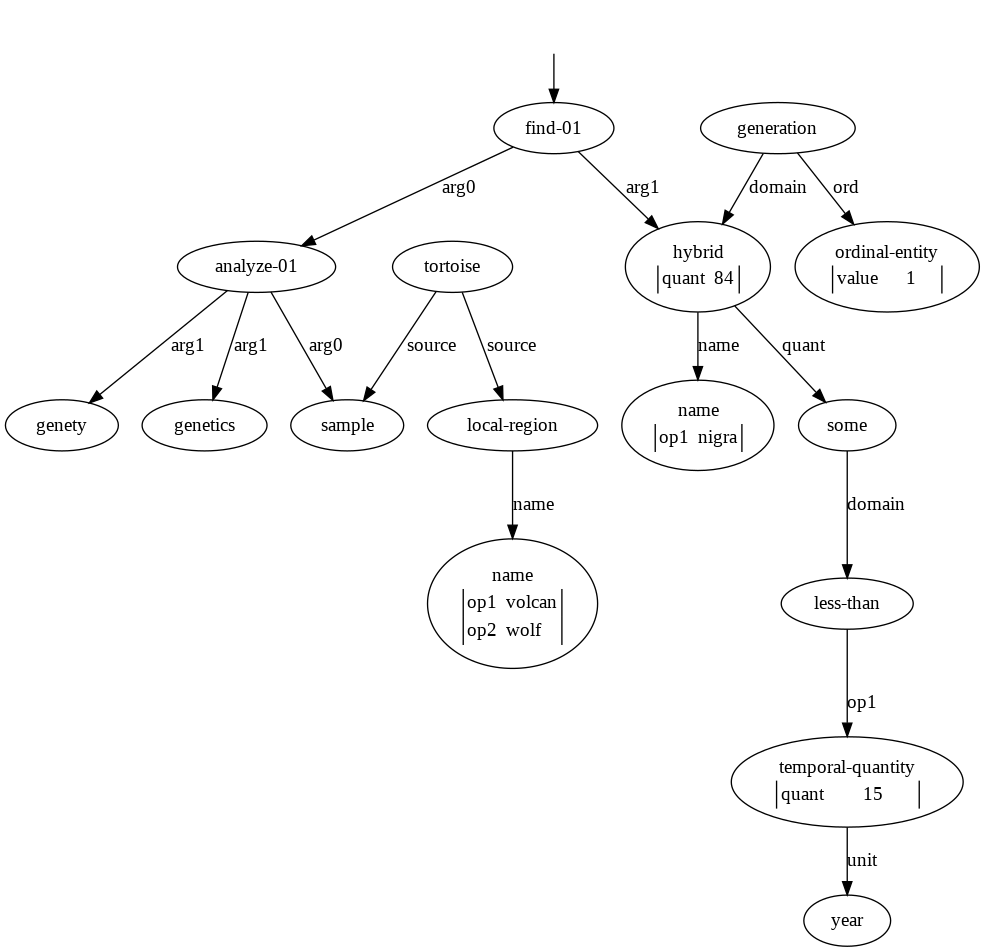 find-01
generation
arg0
arg1
domain
ord
analyze-01
tortoise
hybrid
quant 84
ordinal-entity
value 1
arg1
arg1
arg0
source
source
name
quant
genety
genetics
sample
local-region
name
op1 nigra
some
name
domain
name
op1 volcan
op2 wolf
less-than
op1
temporal-quantity
quant 15
unit
year